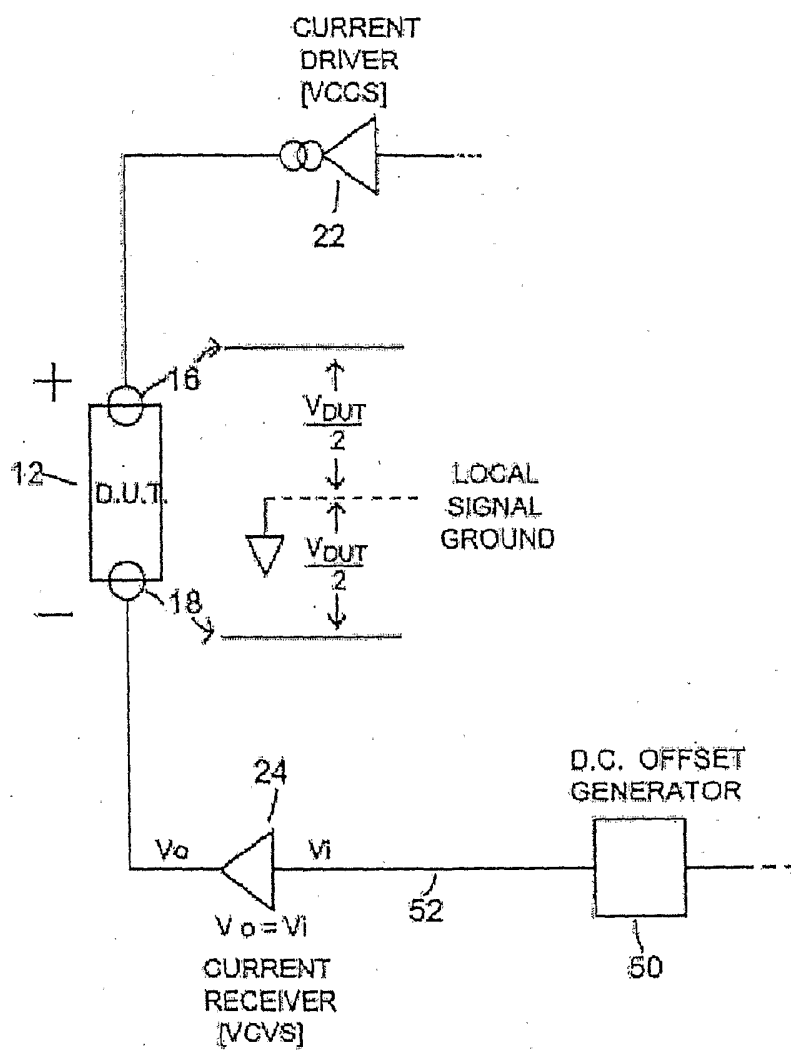 CURRENT
DRIVER
[VCCS]
22
+
16
V_DUT
2
12
D.U.T.
LOCAL
SIGNAL
GROUND
V_DUT
2
18
−
D.C. OFFSET
GENERATOR
24
Vo
Vi
52
Vo=Vi
50
CURRENT
RECEIVER
[VCVS]